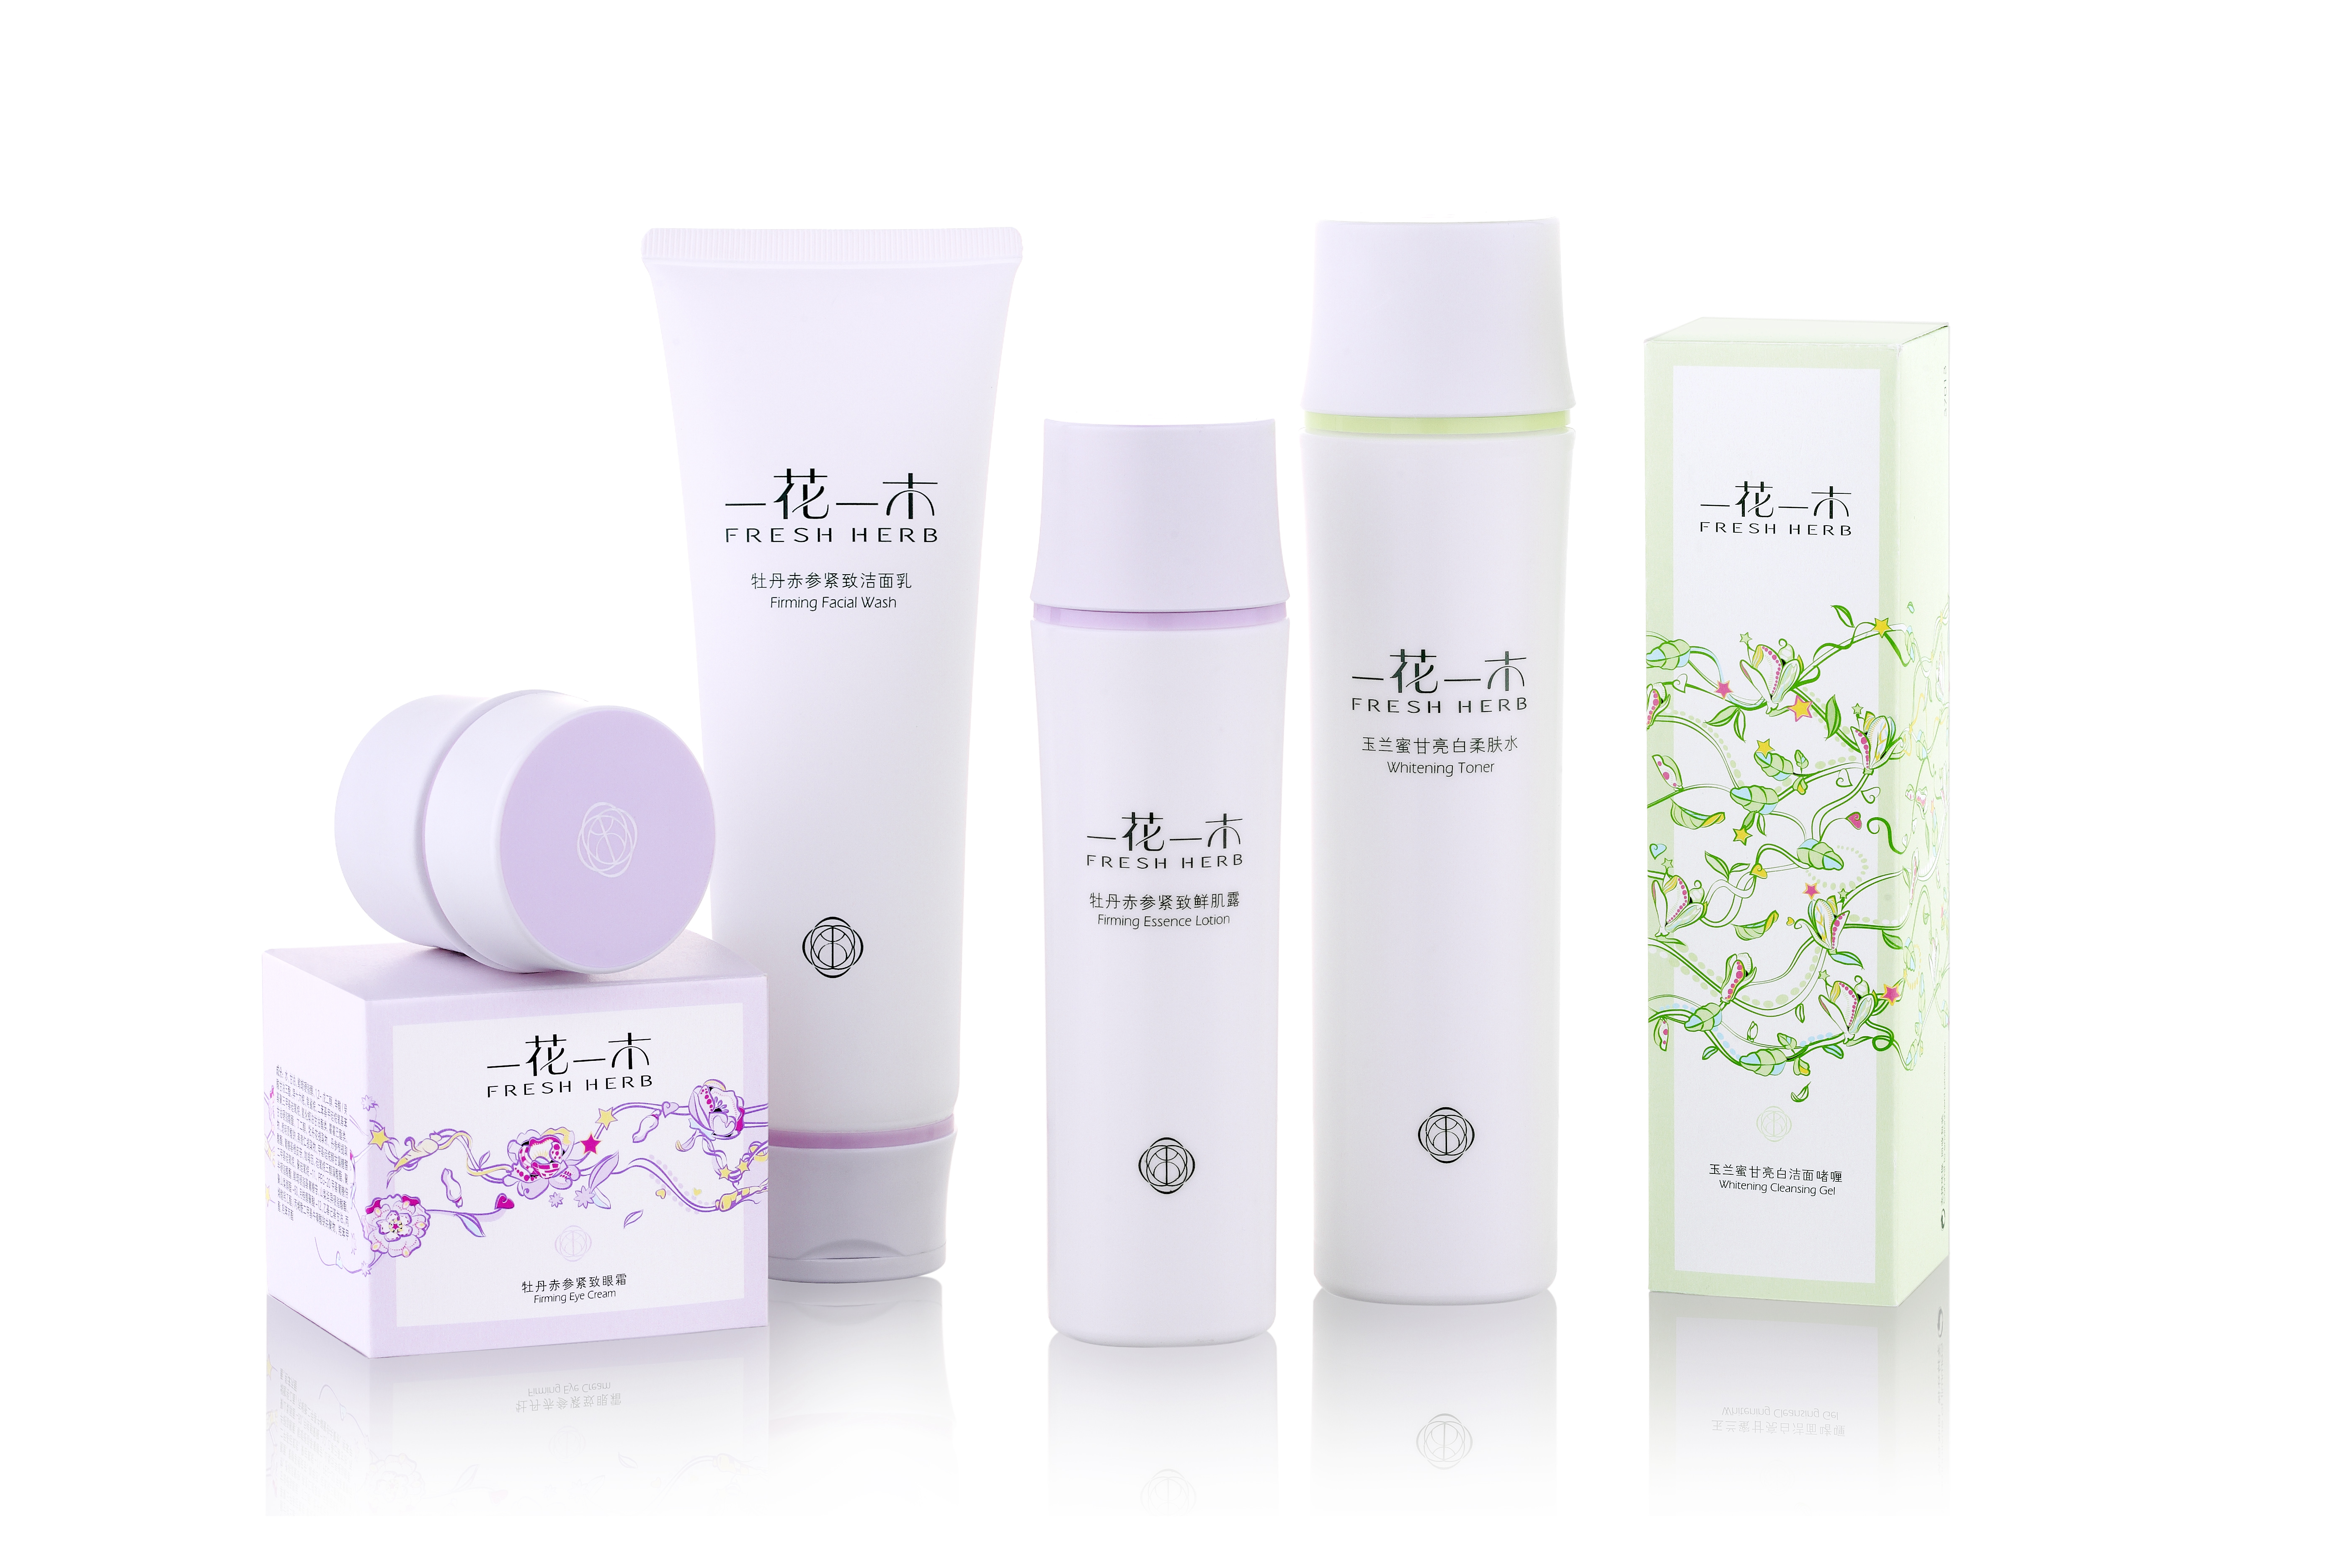 一花一木
FRESH HERB
牡丹赤参紧致洁面乳
Firming Facial Wash
一花一木
FRESH HERB
牡丹赤参紧致眼霜
Firming Eye Cream
一花一木
FRESH HERB
牡丹赤参紧致鲜肌露
Firming Essence Lotion
一花一木
FRESH HERB
玉兰蜜甘亮白柔肤水
Whitening Toner
一花一木
FRESH HERB
玉兰蜜甘亮白洁面啫喱
Whitening Cleansing Gel